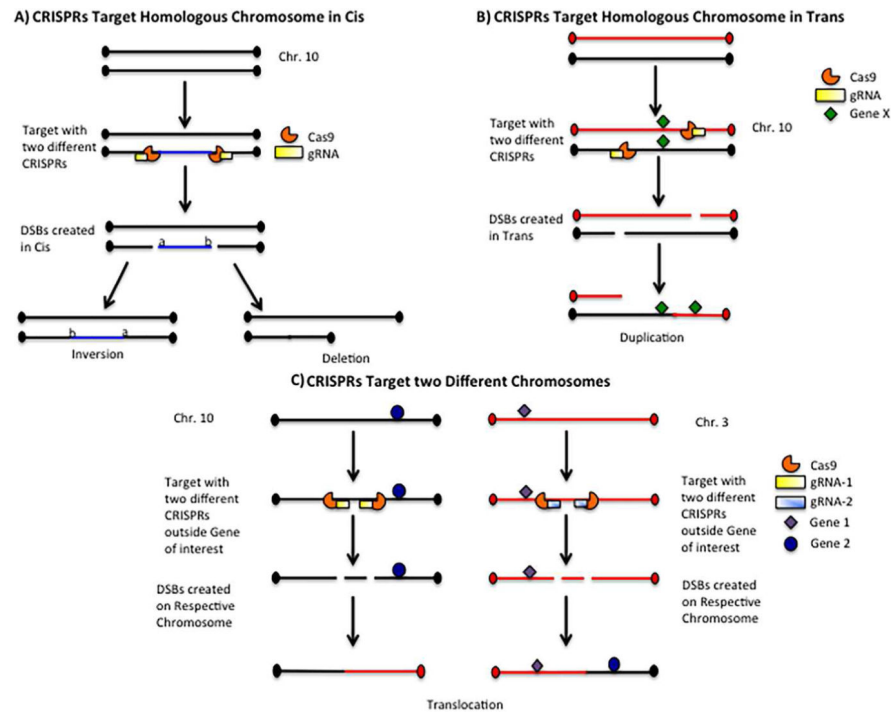 A) CRISPRs Target Homologous Chromosome in Cis
Chr. 10
Target with
two different
CRISPRs
Cas9
gRNA
DSBs created
in Cis
a
b
b
a
Inversion
Deletion
B) CRISPRs Target Homologous Chromosome in Trans
Cas9
gRNA
Gene X
Target with
two different
CRISPRs
Chr. 10
DSBs created
in Trans
Duplication
C) CRISPRs Target two Different Chromosomes
Chr. 10
Chr. 3
Target with
two different
CRISPRs
outside Gene
of interest
Target with
two different
CRISPRs
outside Gene
of interest
Cas9
gRNA-1
gRNA-2
Gene 1
Gene 2
DSBs created
on Respective
Chromosome
DSBs created
on Respective
Chromosome
Translocation